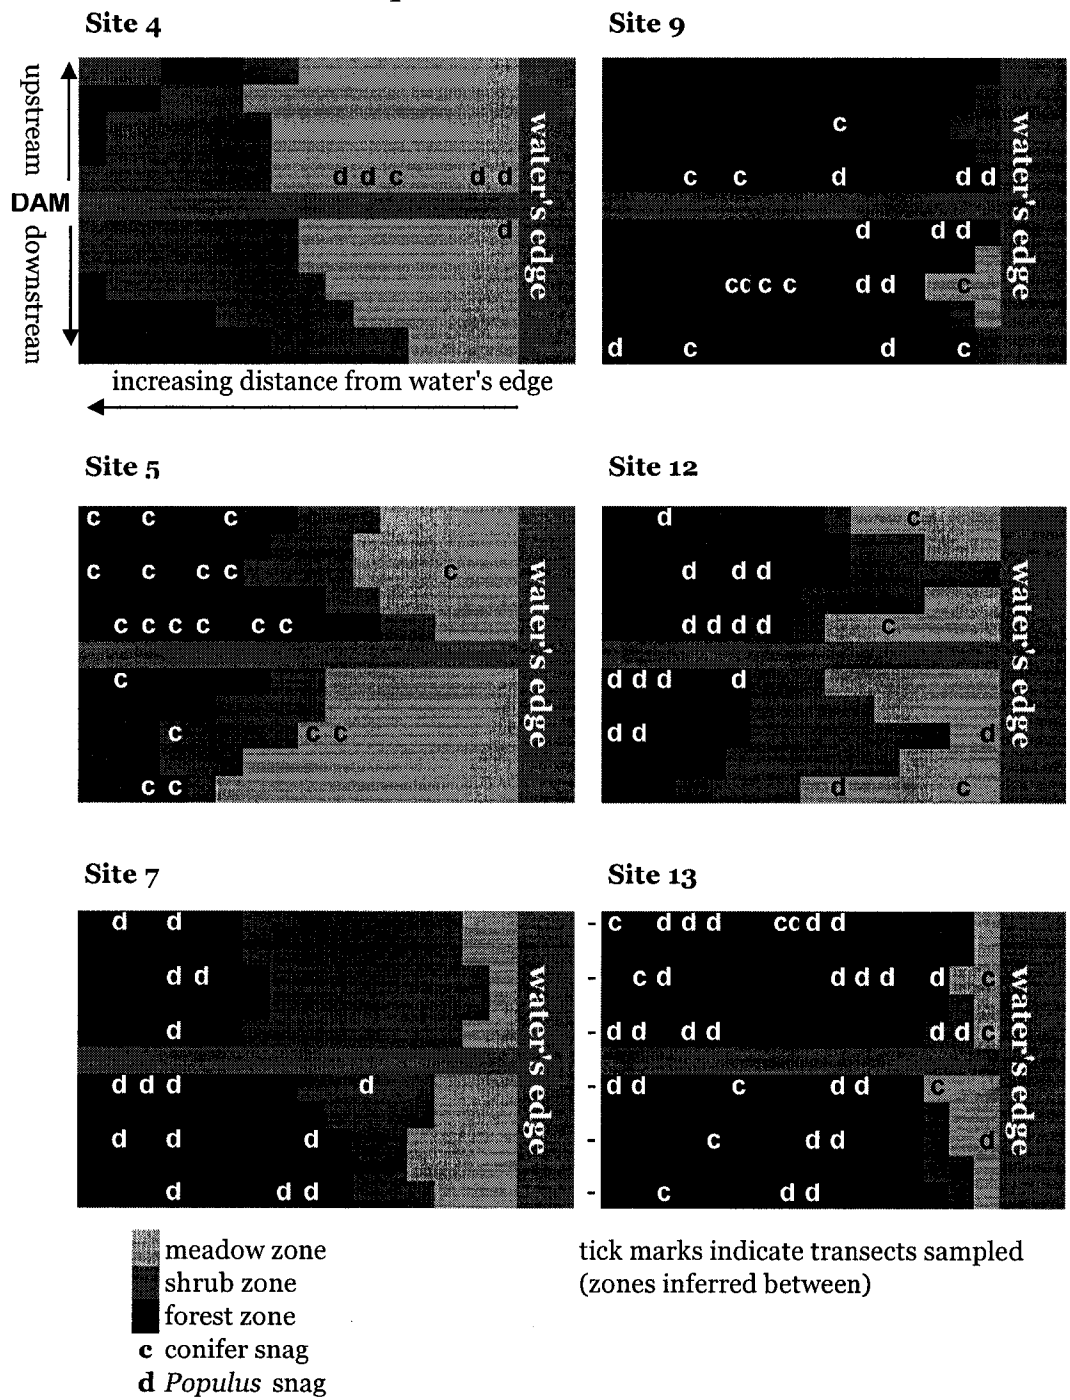 Site 4
Site 9
upstream
DAM
downstrean
water's edge
water's edge
d d c d d
d
c
c c d d d
d d d
cc c c d d c
d c d c
increasing distance from water's edge
Site 5
Site 12
c c c
c c c c c
c c c c c c
c
c c c
c c
water's edge
d c
d d d
d d d d c
d d d d
d d d
d c
water's edge
Site 7
Site 13
d d
d d
d
d d d d
d d d
d d d
water's edge
- c d d d cc d d
- c d d d d d c
- d d d d d d c
- d d c d d c
- c d d d
- c d d
water's edge
meadow zone
shrub zone
forest zone
c conifer snag
d Populus snag
tick marks indicate transects sampled
(zones inferred between)